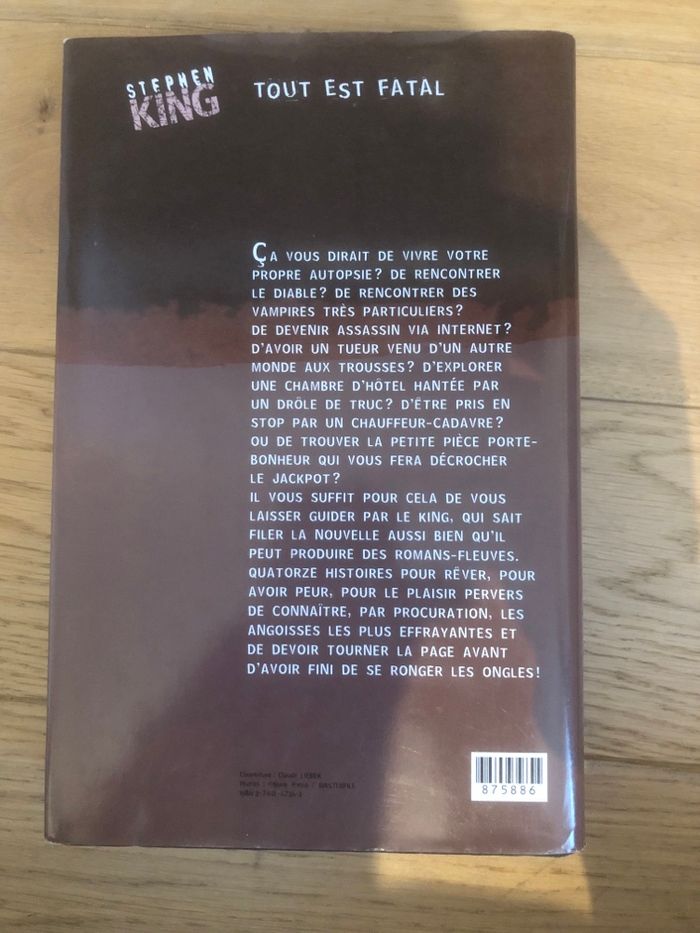 STEPHEN
KING
TOUT EST FATAL
ÇA VOUS DIRAIT DE VIVRE VOTRE
PROPRE AUTOPSIE? DE RENCONTRER
LE DIABLE? DE RENCONTRER DES
VAMPIRES TRÈS PARTICULIERS?
DE DEVENIR ASSASSIN VIA INTERNET?
D'AVOIR UN TUEUR VENU D'UN AUTRE
MONDE AUX TROUSSES? D'EXPLORER
UNE CHAMBRE D'HÔTEL HANTÉE PAR
UN DRÔLE DE TRUC? D'ÊTRE PRIS EN
STOP PAR UN CHAUFFEUR-CADAVRE?
OU DE TROUVER LA PETITE PIÈCE PORTE-
BONHEUR QUI VOUS FERA DÉCROCHER
LE JACKPOT?
IL VOUS SUFFIT POUR CELA DE VOUS
LAISSER GUIDER PAR LE KING, QUI SAIT
FILER LA NOUVELLE AUSSI BIEN QU'IL
PEUT PRODUIRE DES ROMANS-FLEUVES.
QUATORZE HISTOIRES POUR RÊVER, POUR
AVOIR PEUR, POUR LE PLAISIR PERVERS
DE CONNAÎTRE, PAR PROCURATION, LES
ANGOISSES LES PLUS EFFRAYANTES ET
DE DEVOIR TOURNER LA PAGE AVANT
D'AVOIR FINI DE SE RONGER LES ONGLES!
Couverture : Claude
875886